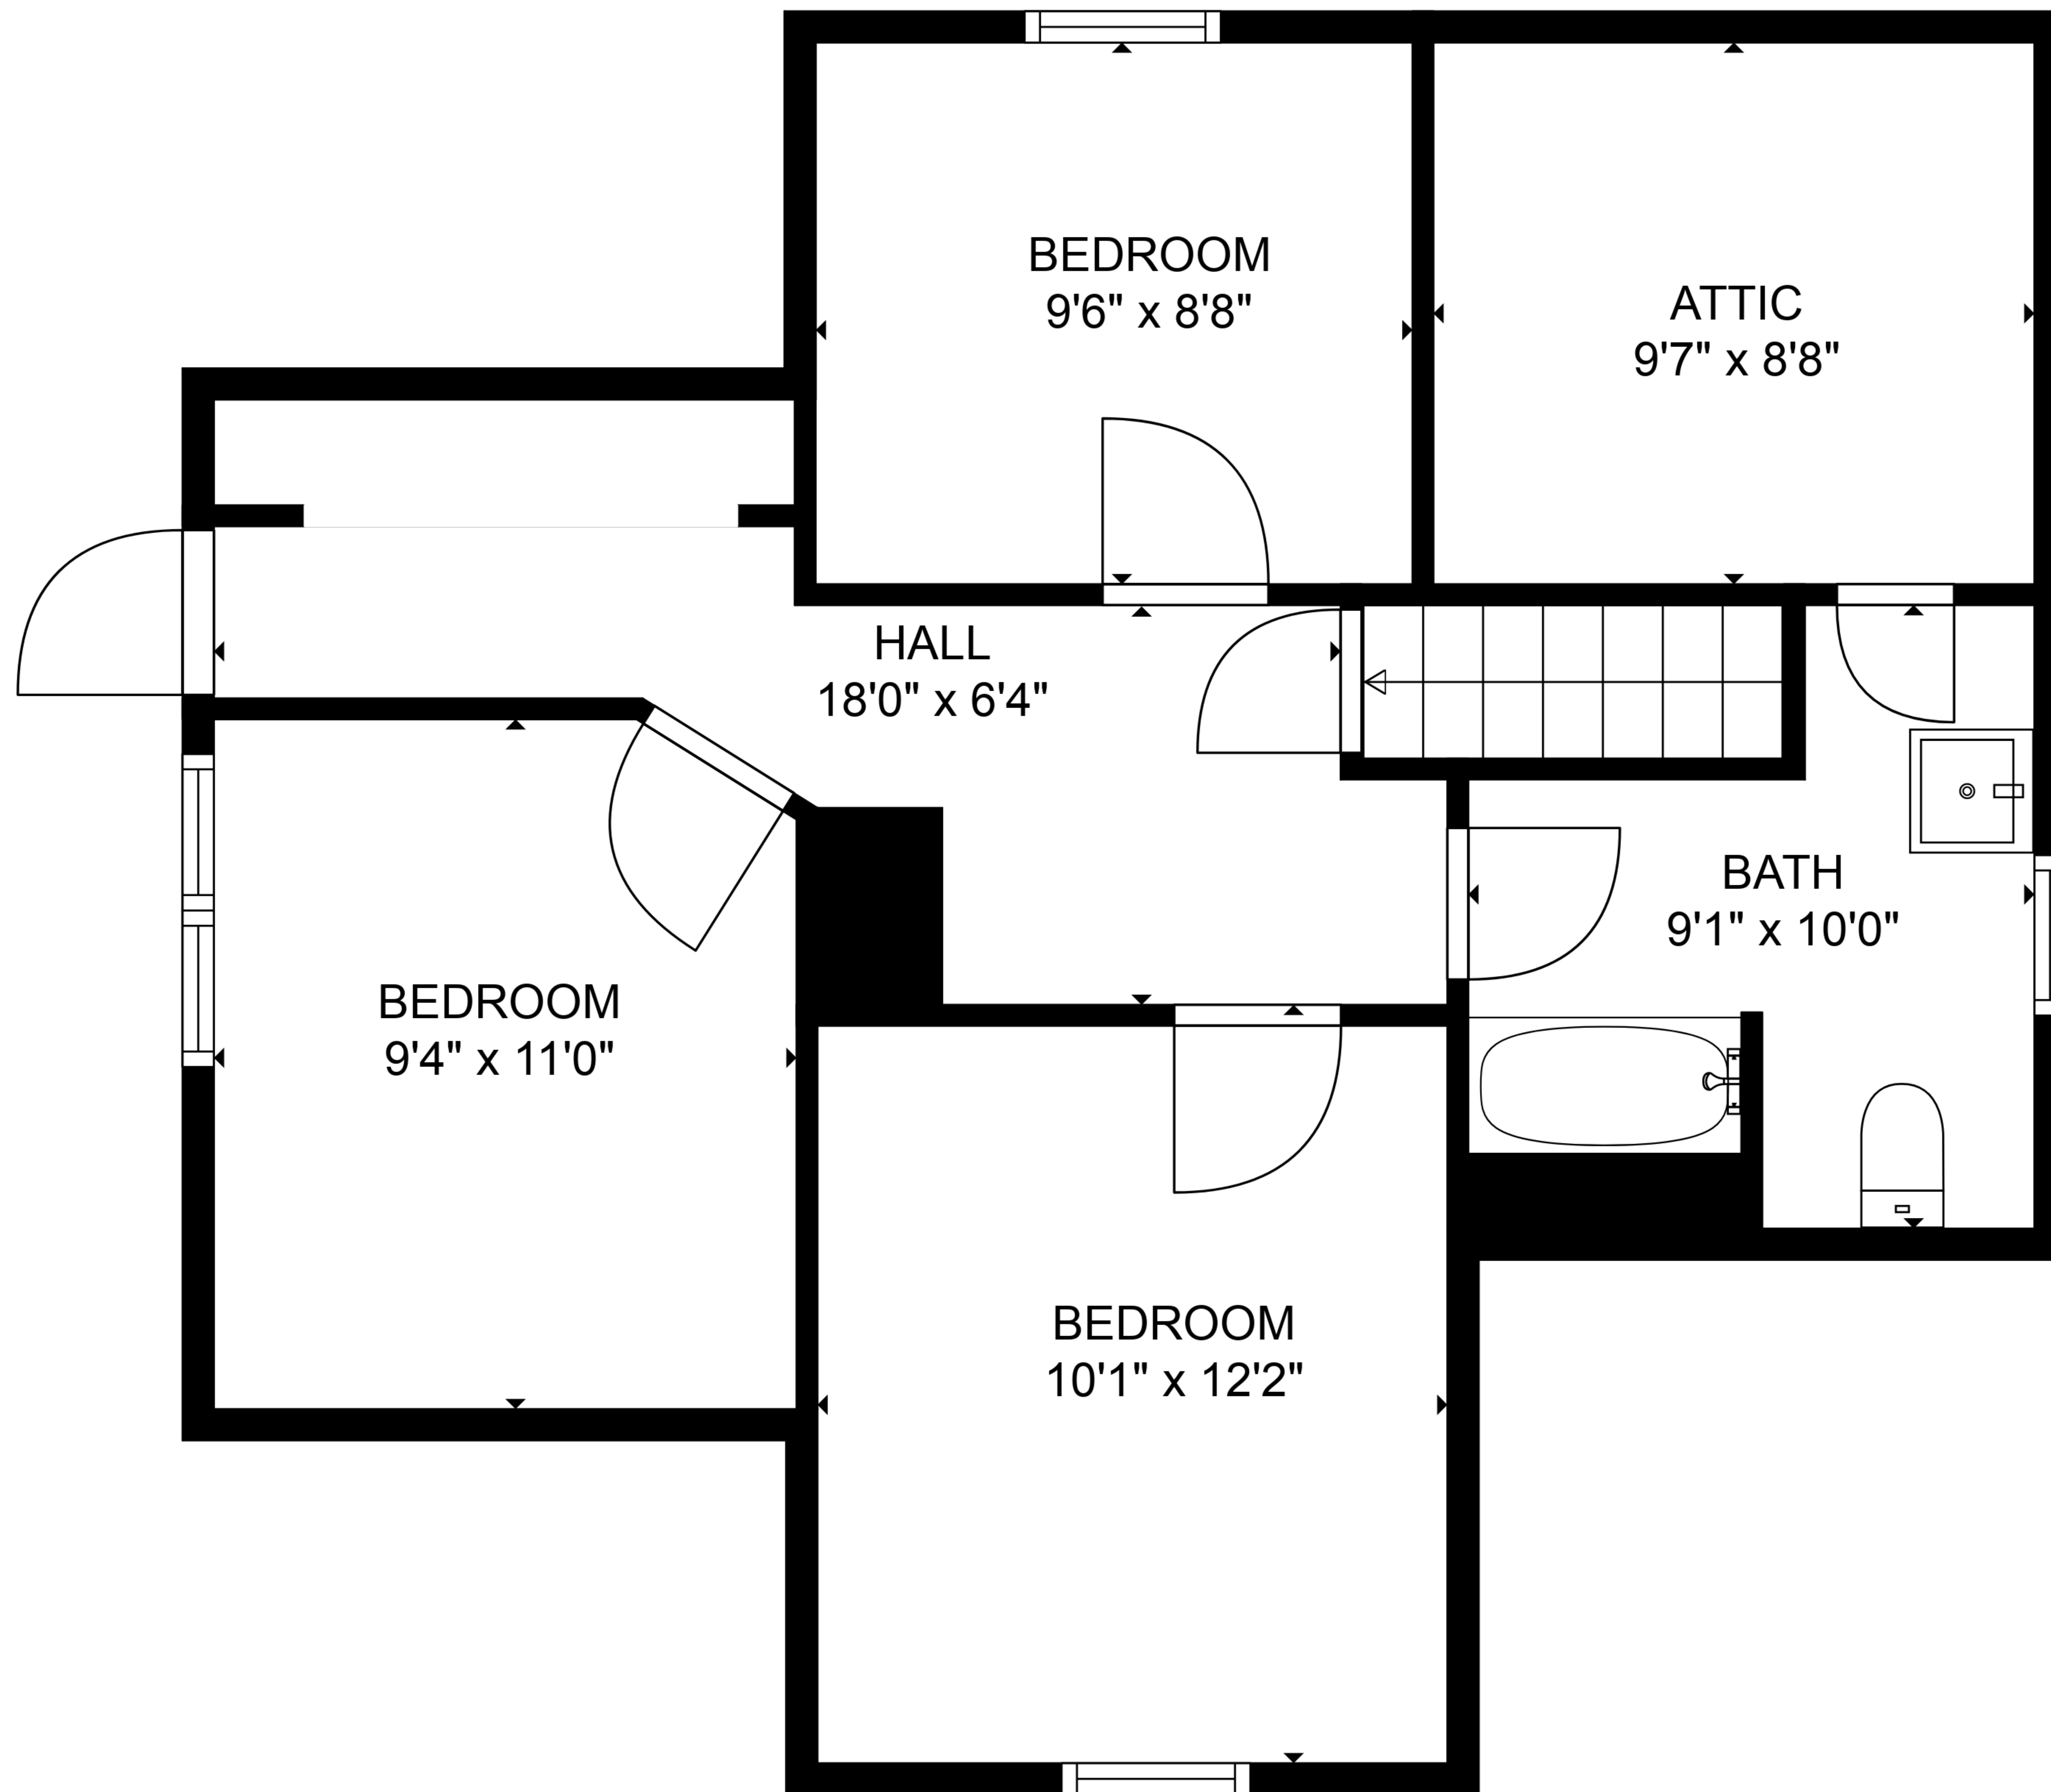 BEDROOM
9'6" x 8'8"
ATTIC
9'7" x 8'8"
HALL
18'0" x 6'4"
BATH
9'1" x 10'0"
BEDROOM
9'4" x 11'0"
BEDROOM
10'1" x 12'2"